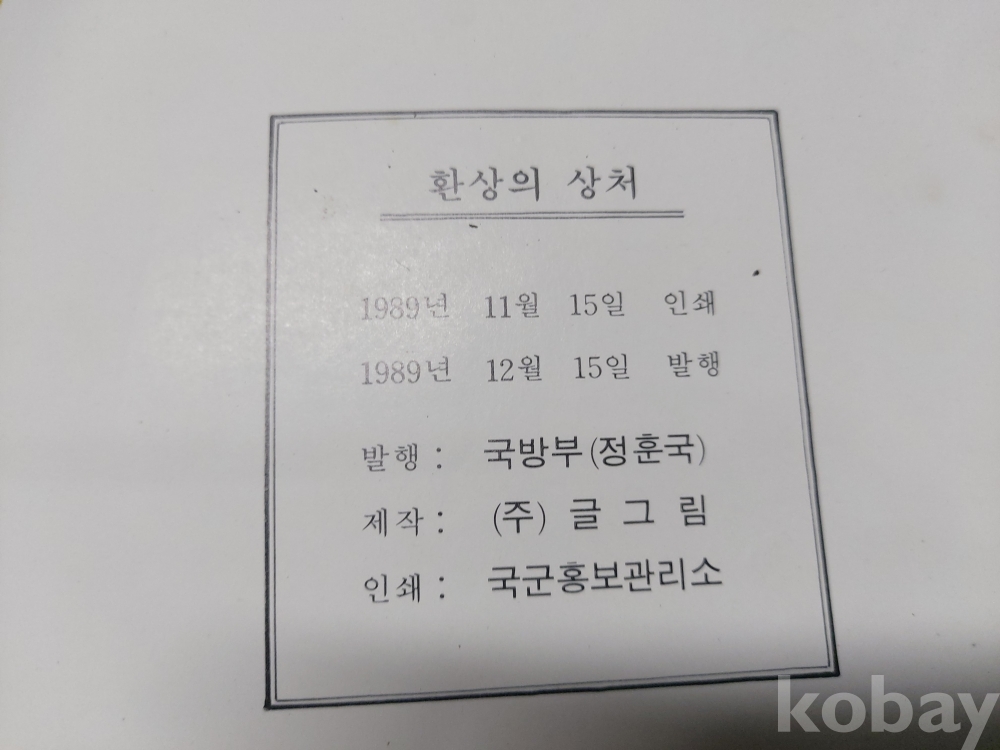 환상의 상처
1989년 11월 15일 인쇄
1989년 12월 15일 발행
발행 : 국방부(정훈국)
제작 : (주) 글 그 림
인쇄 : 국군홍보관리소
kobay